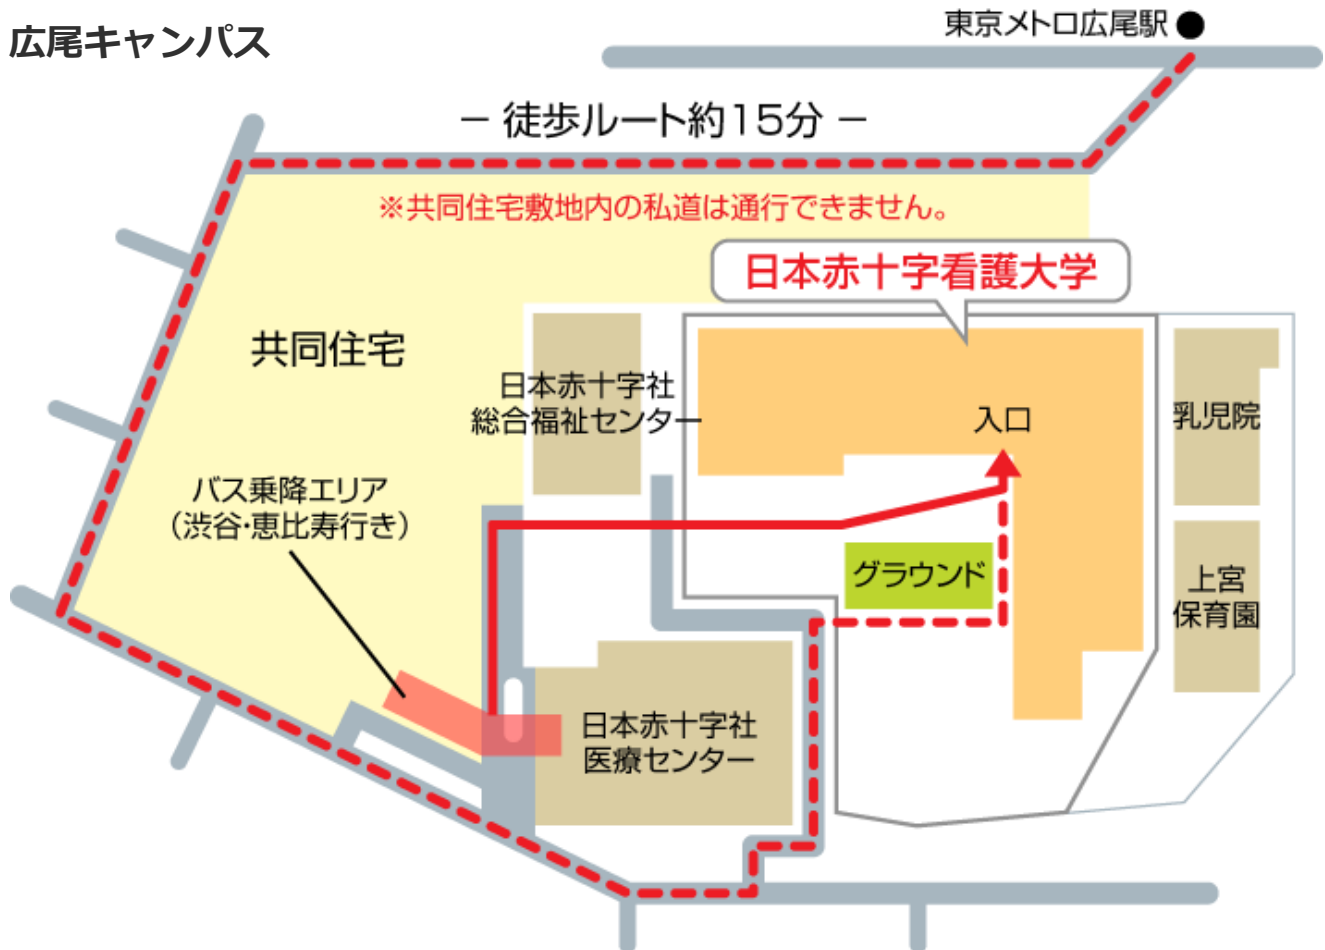 広尾キャンパス
東京メトロ広尾駅
－ 徒歩ルート約15分 －
※共同住宅敷地内の私道は通行できません。
日本赤十字看護大学
共同住宅
日本赤十字社
総合福祉センター
入口
乳児院
バス乗降エリア
（渋谷・恵比寿行き）
グラウンド
上宮
保育園
日本赤十字社
医療センター